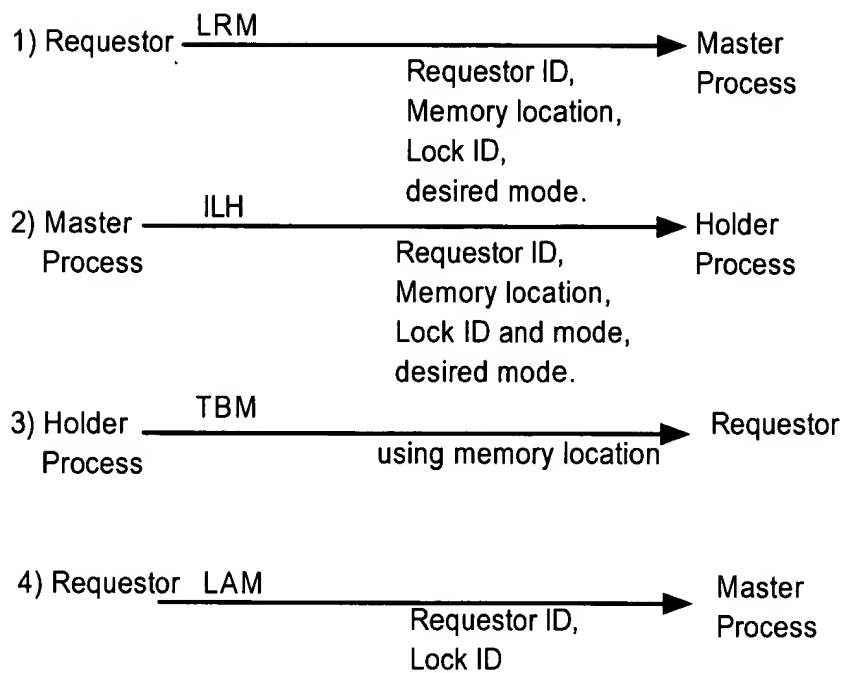 1) Requestor LRM Master
Process
Requestor ID,
Memory location,
Lock ID,
desired mode.
2) Master ILH Holder
Process Process
Requestor ID,
Memory location,
Lock ID and mode,
desired mode.
3) Holder TBM Requestor
Process using memory location
4) Requestor LAM Master
Process
Requestor ID,
Lock ID